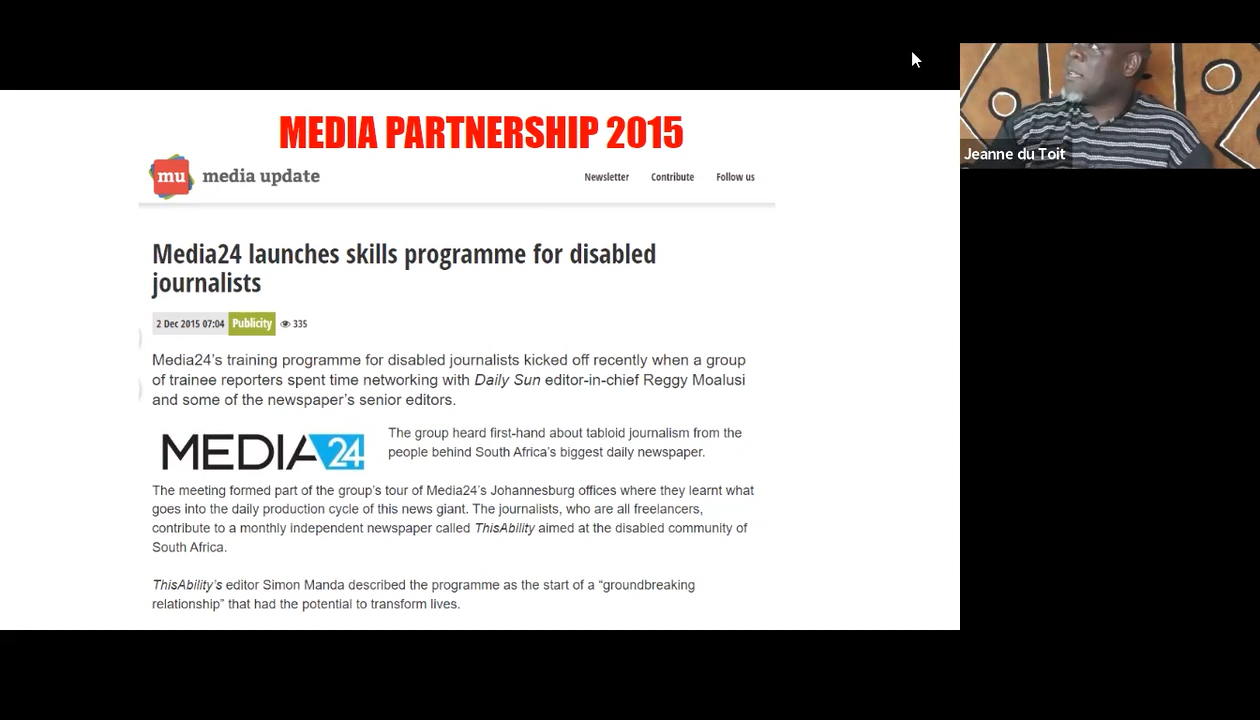 MEDIA PARTNERSHIP 2015
mu media update
Newsletter Contribute Follow us
Jeanne du Toit
Media24 launches skills programme for disabled
journalists
2 Dec 2015 07:04 Publicity 335
Media24's training programme for disabled journalists kicked off recently when a group
of trainee reporters spent time networking with Daily Sun editor-in-chief Reggy Moalusi
and some of the newspaper's senior editors.
MEDIA24
The group heard first-hand about tabloid journalism from the
people behind South Africa's biggest daily newspaper.
The meeting formed part of the group's tour of Media24's Johannesburg offices where they learnt what
goes into the daily production cycle of this news giant. The journalists, who are all freelancers,
contribute to a monthly independent newspaper called ThisAbility aimed at the disabled community of
South Africa.
ThisAbility's editor Simon Manda described the programme as the start of a “groundbreaking
relationship” that had the potential to transform lives.